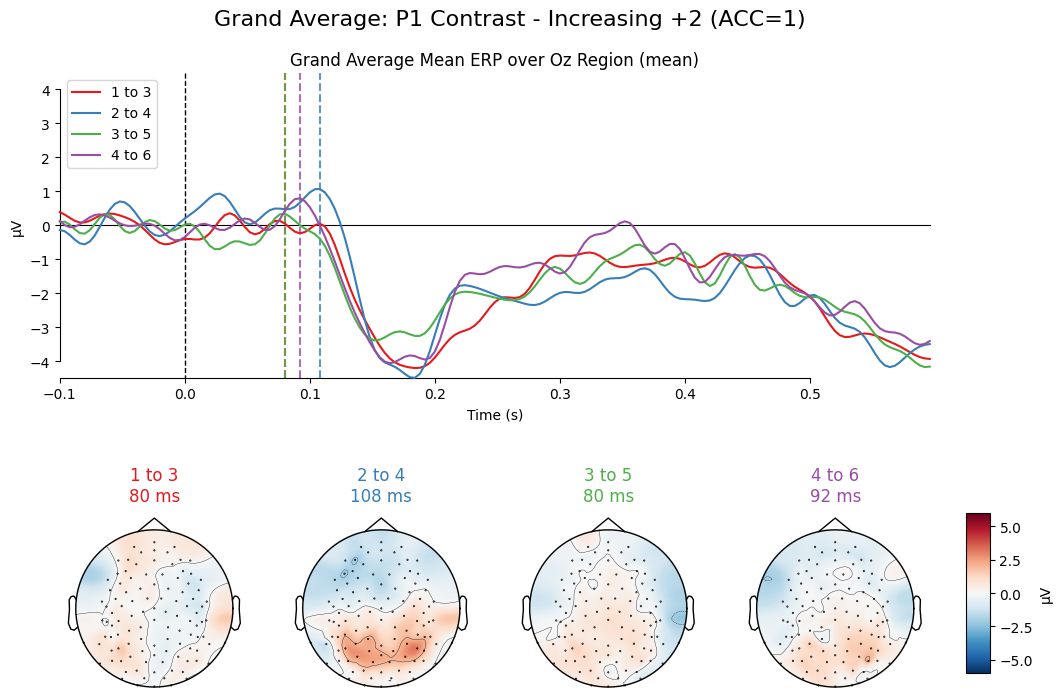 Grand Average: P1 Contrast - Increasing +2 (ACC=1)
Grand Average Mean ERP over Oz Region (mean)
1 to 3
2 to 4
3 to 5
4 to 6
4
3
2
1
0
−1
−2
−3
−4
µV
−0.1 0.0 0.1 0.2 0.3 0.4 0.5
Time (s)
1 to 3 2 to 4 3 to 5 4 to 6
80 ms 108 ms 80 ms 92 ms
5.0
2.5
0.0
−2.5
−5.0
µV